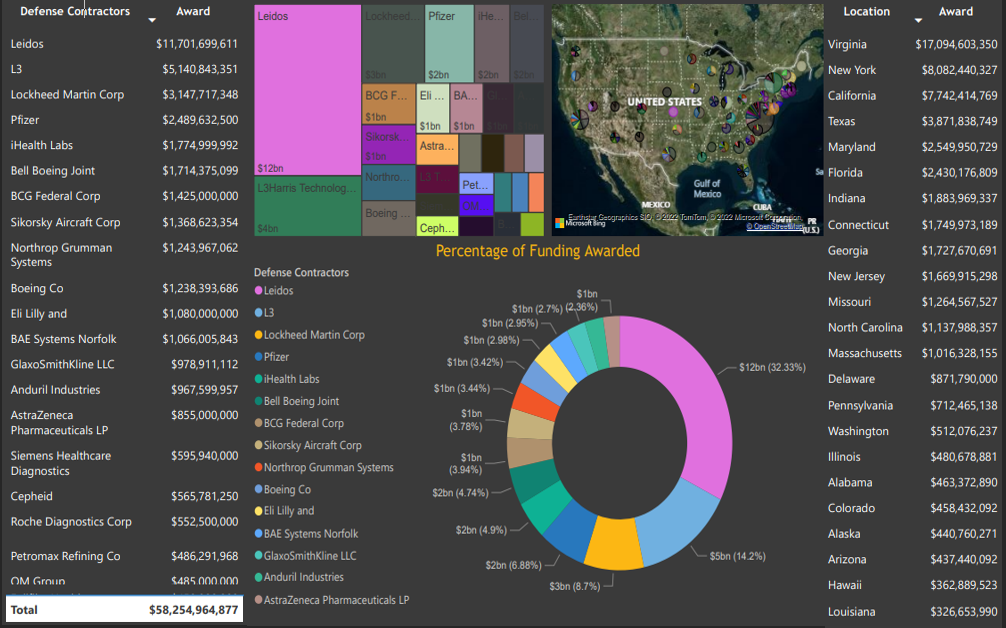 Defense Contractors Award
Leidos $11,701,699,611
L3 $5,140,843,351
Lockheed Martin Corp $3,147,717,348
Pfizer $2,489,632,500
iHealth Labs $1,774,999,992
Bell Boeing Joint $1,714,375,099
BCG Federal Corp $1,425,000,000
Sikorsky Aircraft Corp $1,368,623,354
Northrop Grumman $1,243,967,062
Systems
Boeing Co $1,238,393,686
Eli Lilly and $1,080,000,000
BAE Systems Norfolk $1,066,005,843
GlaxoSmithKline LLC $978,911,112
Anduril Industries $967,599,957
AstraZeneca $855,000,000
Pharmaceuticals LP
Siemens Healthcare $595,940,000
Diagnostics
Cepheid $565,781,250
Roche Diagnostics Corp $552,500,000
Petromax Refining Co $486,291,968
OM Group $485,000,000
Total $58,254,964,877
Leidos
$12bn
L3Harris Technolog...
$4bn
Lockheed...
$3bn
Pfizer
$2bn
iHe...
$2bn
Bel...
$2bn
BCG F...
$1bn
Eli ...
$1bn
BA...
$1bn
Sikorsk...
$1bn
Astra...
Northro...
L3 T...
Pet...
Boeing ...
Ceph...
UNITED STATES
Gulf of
Mexico
MEXICO
CUBA
PR
(U.S.)
Earthstar Geographics SIO, © 2022 TomTom, © 2022 Microsoft Corporation,
© OpenStreetMap
Microsoft Bing
Percentage of Funding Awarded
Defense Contractors
Leidos
L3
Lockheed Martin Corp
Pfizer
iHealth Labs
Bell Boeing Joint
BCG Federal Corp
Sikorsky Aircraft Corp
Northrop Grumman Systems
Boeing Co
Eli Lilly and
BAE Systems Norfolk
GlaxoSmithKline LLC
Anduril Industries
AstraZeneca Pharmaceuticals LP
$12bn (32.33%)
$5bn (14.2%)
$3bn (8.7%)
$2bn (6.88%)
$2bn (4.9%)
$2bn (4.74%)
$1bn
(3.94%)
$1bn
(3.78%)
$1bn (3.44%)
$1bn (3.42%)
$1bn (2.98%)
$1bn (2.95%)
$1bn (2.7%)
$1bn
(2.36%)
Location Award
Virginia $17,094,603,350
New York $8,082,440,327
California $7,742,414,769
Texas $3,871,838,749
Maryland $2,549,950,729
Florida $2,430,176,809
Indiana $1,883,969,337
Connecticut $1,749,973,189
Georgia $1,727,670,691
New Jersey $1,669,915,298
Missouri $1,264,567,527
North Carolina $1,137,988,357
Massachusetts $1,016,328,155
Delaware $871,790,000
Pennsylvania $712,465,138
Washington $512,076,237
Illinois $480,678,881
Alabama $463,372,890
Colorado $458,432,092
Alaska $440,760,271
Arizona $437,440,092
Hawaii $362,889,523
Louisiana $326,653,990